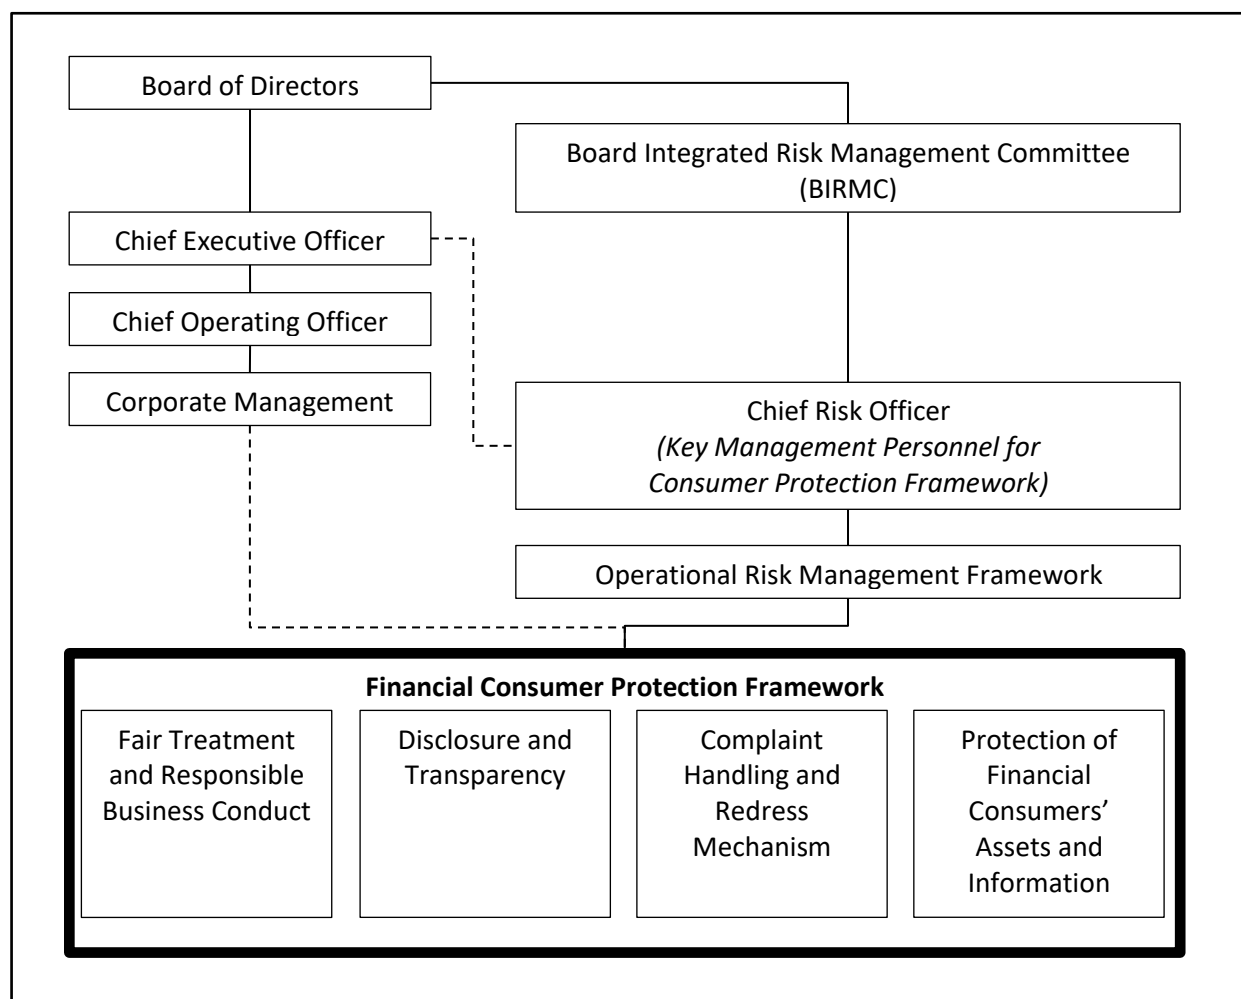 Board of Directors
Board Integrated Risk Management Committee
(BIRMC)
Chief Executive Officer
Chief Operating Officer
Corporate Management
Chief Risk Officer
(Key Management Personnel for
Consumer Protection Framework)
Operational Risk Management Framework
Financial Consumer Protection Framework
Fair Treatment
and Responsible
Business Conduct
Disclosure and
Transparency
Complaint
Handling and
Redress
Mechanism
Protection of
Financial
Consumers’
Assets and
Information